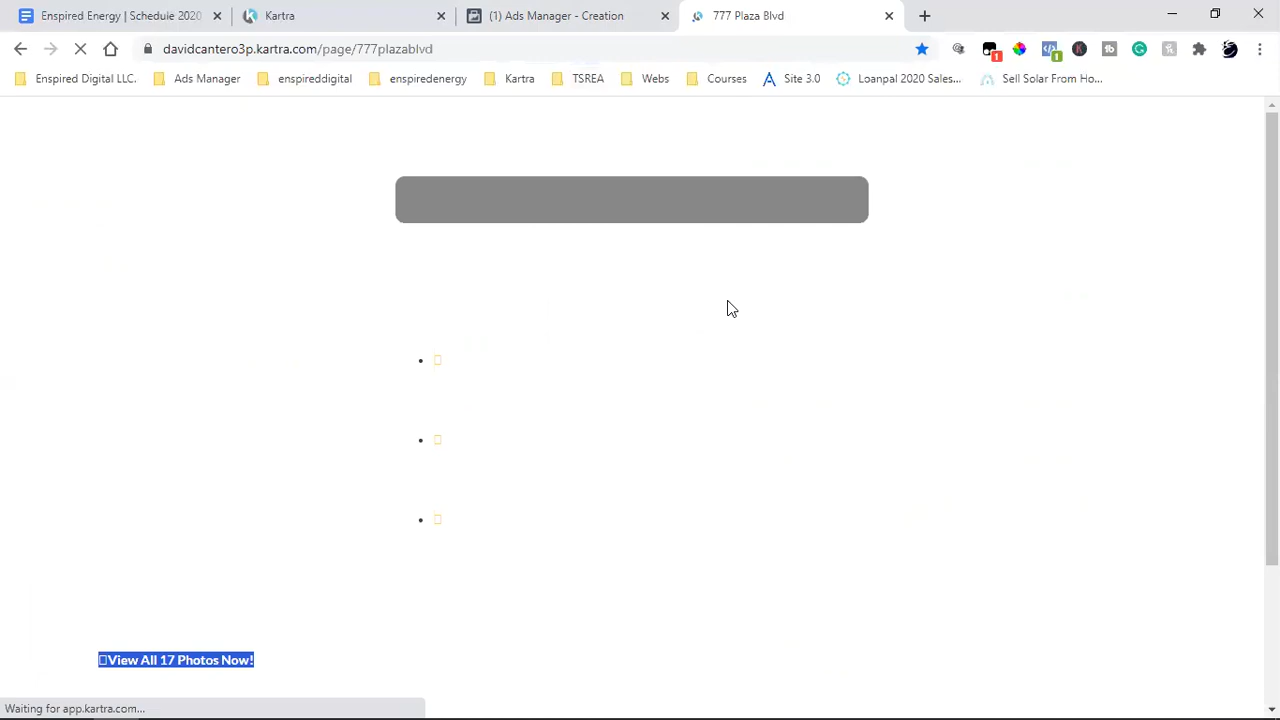 Enspired Energy | Schedule 2020
Kartra
(1) Ads Manager - Creation
777 Plaza Blvd
davidcantero3p.kartra.com/page/777plazablvd
1
1
Enspired Digital LLC.
Ads Manager
enspireddigital
enspiredenergy
Kartra
TSREA
Webs
Courses
Site 3.0
Loanpal 2020 Sales...
Sell Solar From Ho...
View All 17 Photos Now!
Waiting for app.kartra.com...